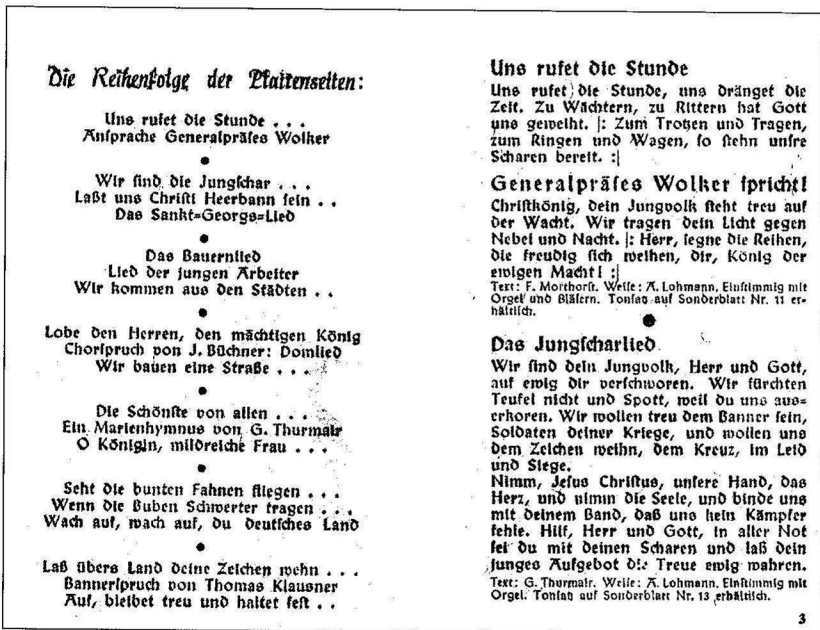 Die Reihenfolge der Plattenseiten:
Uns rufet die Stunde . . .
Ansprache Generalpräses Wolker
●
Wir sind die Jungschar . . .
Laßt uns Christi Heerbann sein . .
Das Sankt=Georgs=Lied
●
Das Bauernlied
Lied der jungen Arbeiter
Wir kommen aus den Städten . .
●
Lobe den Herren, den mächtigen König
Chorspruch von J. Büchner: Domlied
Wir bauen eine Straße . . .
●
Die Schönste von allen . . .
Ein Marienhymnus von G. Thurmair
O Königin, mildreiche Frau . . .
●
Seht die bunten Fahnen fliegen . . .
Wenn die Buben Schwerter tragen . . .
Wach auf, wach auf, du deutsches Land
●
Laß übers Land deine Zeichen wehn . . .
Bannerspruch von Thomas Klausner
Auf, bleibet treu und haltet fest . .
Uns rufet die Stunde
Uns rufet die Stunde, uns dränget die
Zeit. Zu Wächtern, zu Rittern hat Gott
uns geweiht. |: Zum Trotzen und Tragen,
zum Ringen und Wagen, so stehn unsre
Scharen bereit. :|
Generalpräses Wolker spricht!
Christkönig, dein Jungvolk steht treu auf
der Wacht. Wir tragen dein Licht gegen
Nebel und Nacht. |: Herr, segne die Reihen,
die freudig sich weihen, dir, König der
ewigen Macht! :|
Text: F. Morthorst. Weise: A. Lohmann. Einstimmig mit
Orgel und Bläsern. Tonsatz auf Sonderblatt Nr. 11 er-
hältlich.
●
Das Jungscharlied
Wir sind dein Jungvolk, Herr und Gott,
auf ewig dir verschworen. Wir fürchten
Teufel nicht und Spott, weil du uns aus=
erkoren. Wir wollen treu dem Banner sein,
Soldaten deiner Kriege, und wollen uns
dem Zeichen weihn, dem Kreuz, im Leid
und Siege.
Nimm, Jesus Christus, unsere Hand, das
Herz, und nimm die Seele, und binde uns
mit deinem Band, daß uns kein Kämpfer
fehle. Hilf, Herr und Gott, in aller Not
sei du mit deinen Scharen und laß dein
junges Aufgebot die Treue ewig wahren.
Text: G. Thurmair. Weise: A. Lohmann. Einstimmig mit
Orgel. Tonsatz auf Sonderblatt Nr. 13 erhältlich.
3